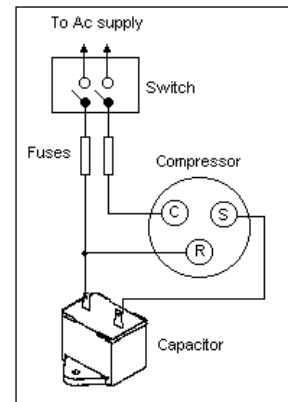 To Ac supply
Switch
Fuses
Compressor
C
S
R
Capacitor